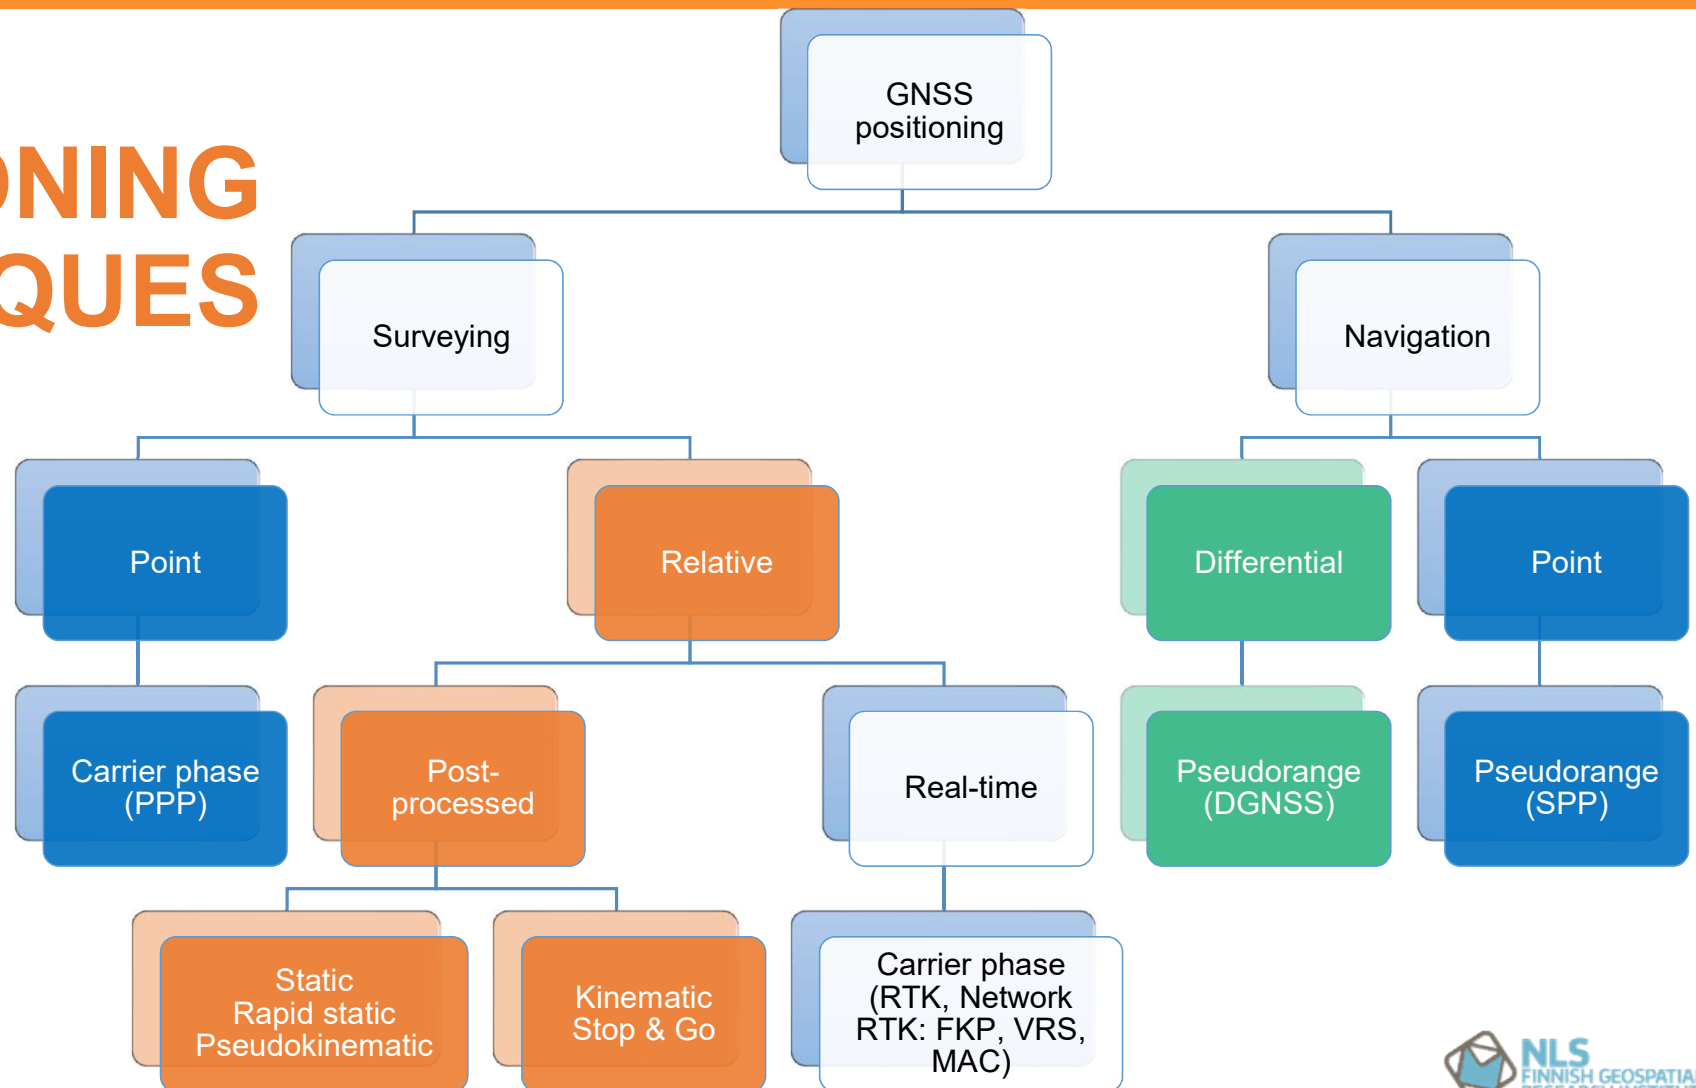 GNSS
positioning
ONING
QUES
Surveying
Navigation
Point
Relative
Differential
Point
Carrier phase
(PPP)
Post-
processed
Real-time
Pseudorange
(DGNSS)
Pseudorange
(SPP)
Static
Rapid static
Pseudokinematic
Kinematic
Stop & Go
Carrier phase
(RTK, Network
RTK: FKP, VRS,
MAC)
NLS
FINNISH GEOSPATIA